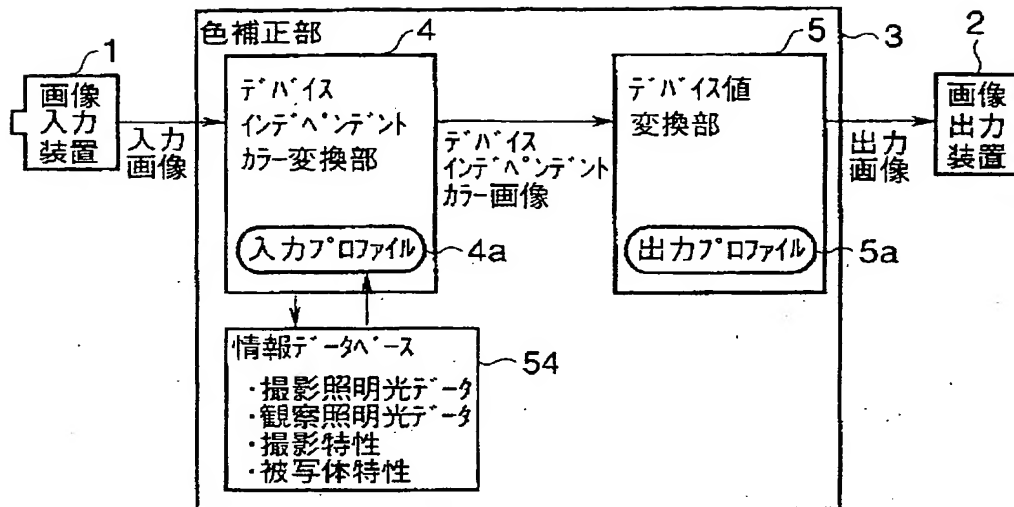 色補正部
1
4
5
3
2
画像
入力
装置
入力
画像
デバイス
インデペンデント
カラー変換部
入力プロファイル
4a
デバイス
インデペンデント
カラー画像
デバイス値
変換部
出力プロファイル
5a
出力
画像
画像
出力
装置
情報データベース
54
・撮影照明光データ
・観察照明光データ
・撮影特性
・被写体特性